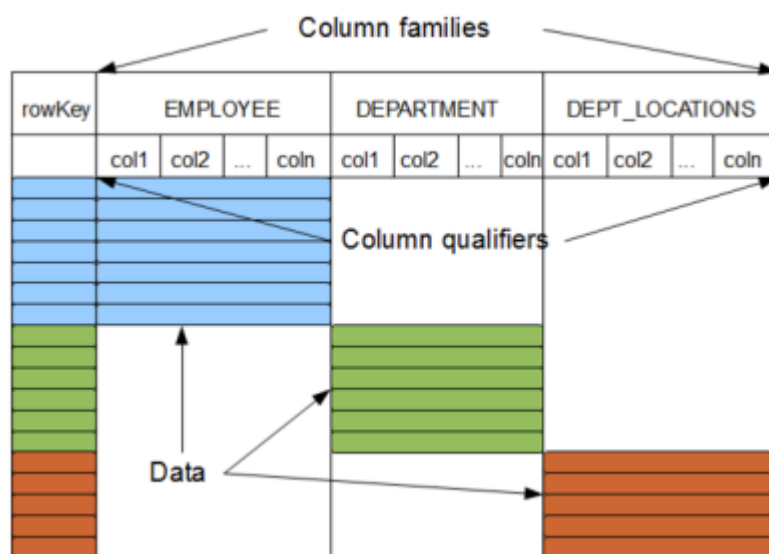 Column families
rowKey EMPLOYEE DEPARTMENT DEPT_LOCATIONS
col1 col2 ... coln col1 col2 ... coln col1 col2 ... coln
Column qualifiers
Data